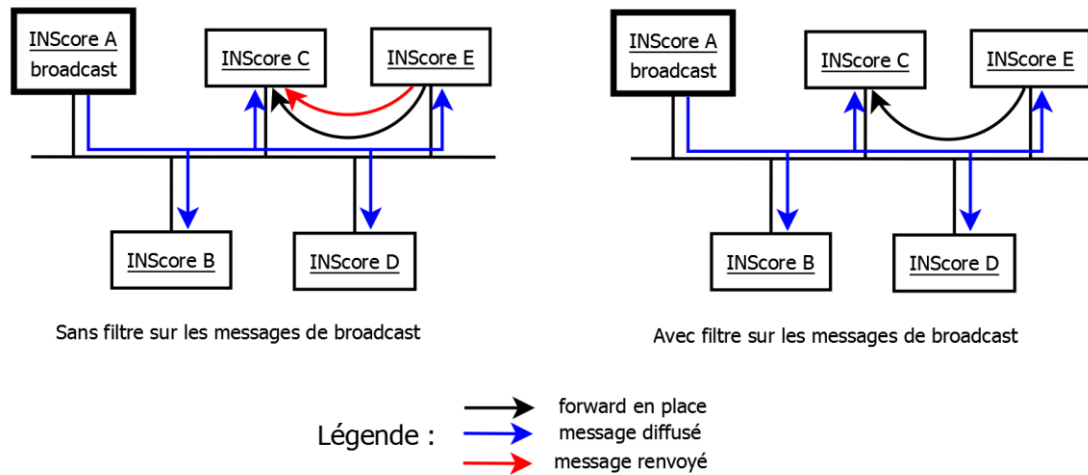 INScore A
broadcast
INScore C
INScore E
INScore B
INScore D
Sans filtre sur les messages de broadcast
INScore A
broadcast
INScore C
INScore E
INScore B
INScore D
Avec filtre sur les messages de broadcast
Légende :
forward en place
message diffusé
message renvoyé